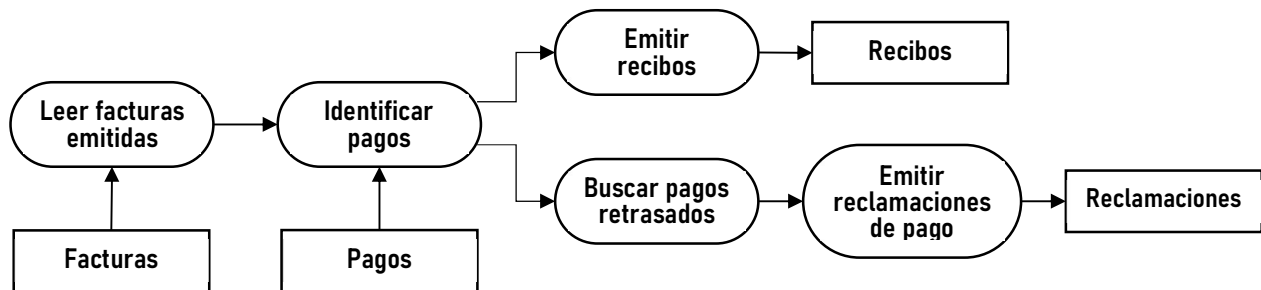 Emitir
recibos
Recibos
Leer facturas
emitidas
Identificar
pagos
Buscar pagos
retrasados
Emitir
reclamaciones
de pago
Reclamaciones
Facturas
Pagos